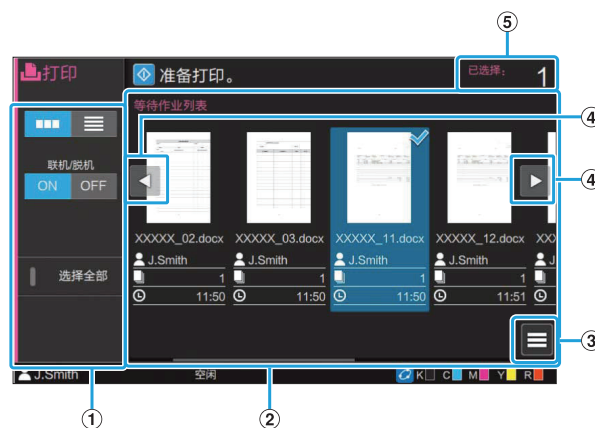 ⑤
打印
准备打印。
已选择： 1
等待作业列表
④
联机/脱机
ON OFF
④
XXXXX_02.docx XXXXX_03.docx XXXXX_11.docx XXXXX_12.docx XXX
J.Smith J.Smith J.Smith J.Smith
选择全部
1 1 1 1
11:50 11:50 11:50 11:51
③
J.Smith 空闲 K C M Y R
① ②